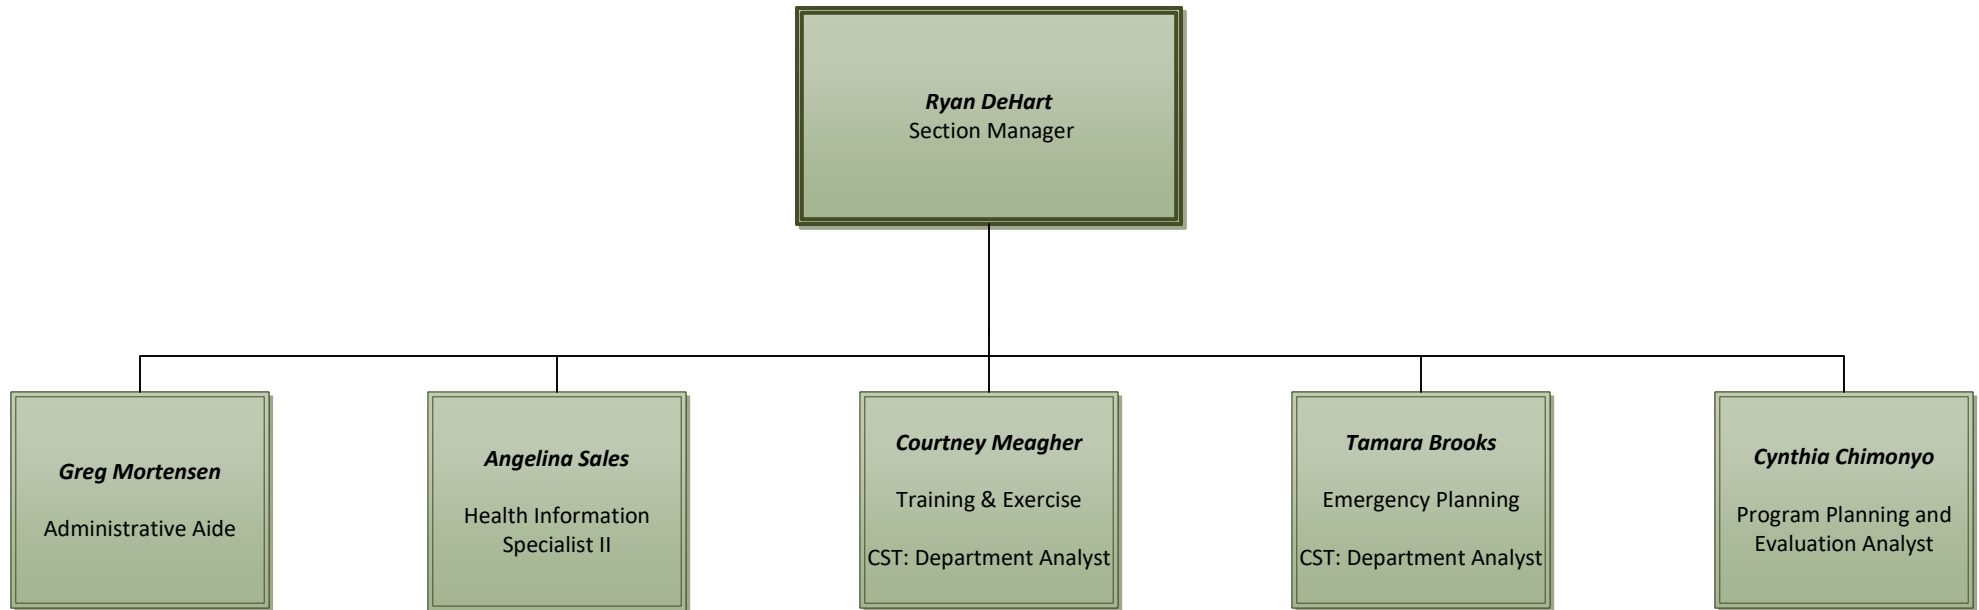 Ryan DeHart
Section Manager
Greg Mortensen
Administrative Aide
Angelina Sales
Health Information
Specialist II
Courtney Meagher
Training & Exercise
CST: Department Analyst
Tamara Brooks
Emergency Planning
CST: Department Analyst
Cynthia Chimonyo
Program Planning and
Evaluation Analyst